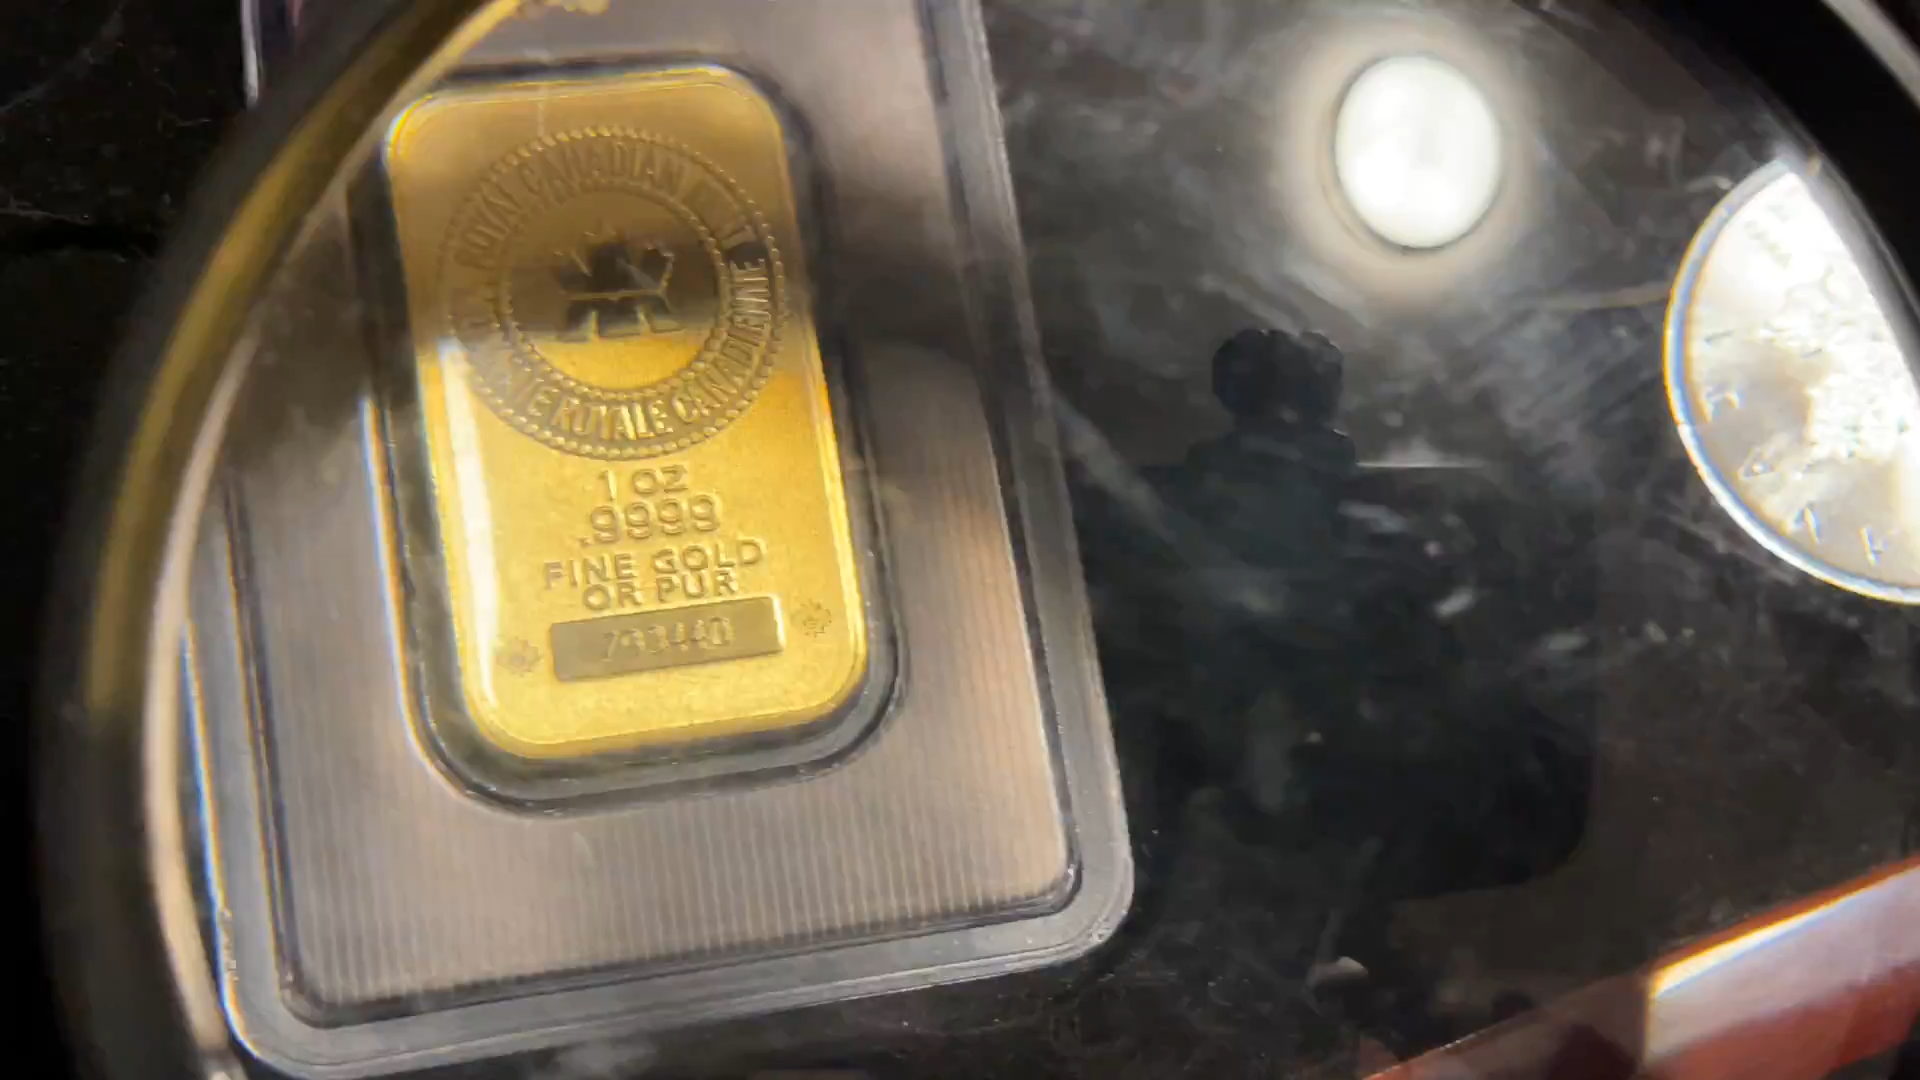 ROYAL CANADIAN MINT
MONNAIE ROYALE CANADIENNE
1 OZ
.9999
FINE GOLD
OR PUR